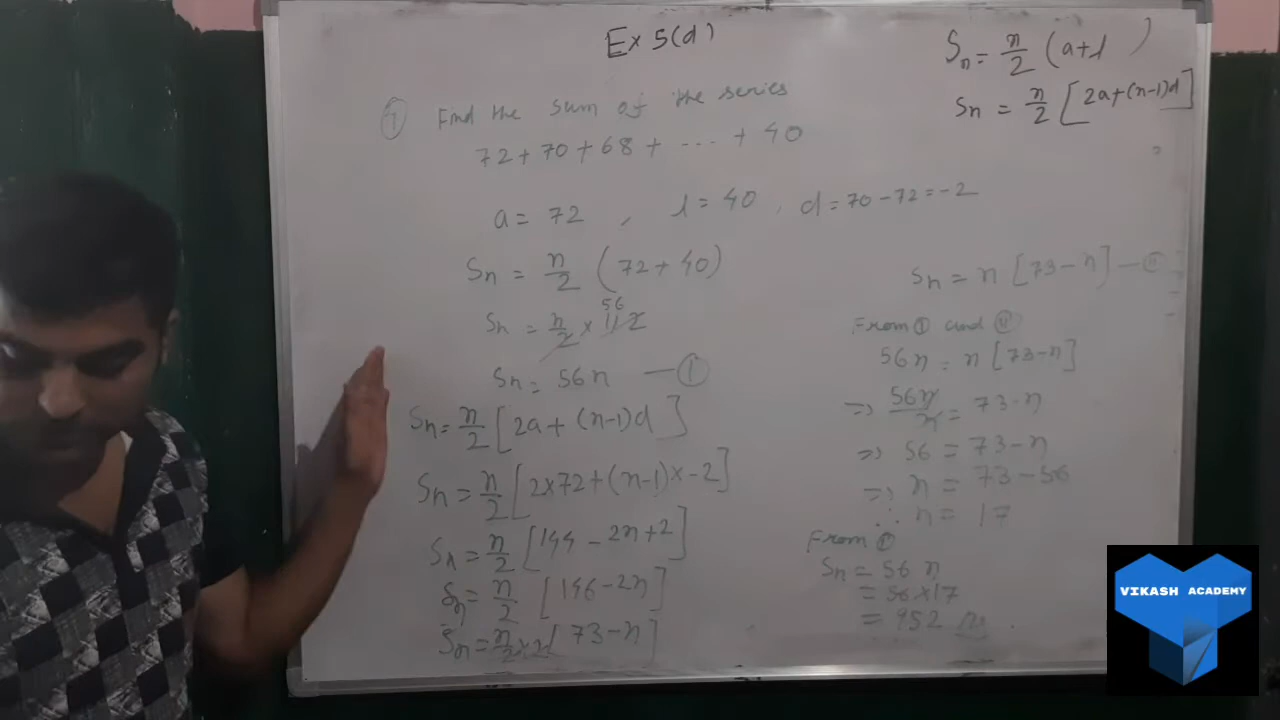 Ex 5(d)
Sn = n/2 (a+l )
Sn = n/2 [2a+(n-1)d]
Find the sum of the series
72+70+68+ ... + 40
a = 72 , l = 40 , d = 70-72 = -2
Sn = n/2 (72+40)
Sn = n/2 × 112 56
Sn = 56n — ①
Sn = n/2 [2a+(n-1)d]
Sn = n/2 [2×72+(n-1)×-2]
Sn = n/2 [144-2n+2]
Sn = n/2 [146-2n]
Sn = n/2 ×2[73-n]
Sn = n [73-n] — ⑪
From ① and ⑪
56n = n [73-n]
=> 56n/n = 73-n
=> 56 = 73-n
=> n = 73-56
∴ n = 17
From ①
Sn = 56 n
= 56×17
= 952
VIKASH ACADEMY